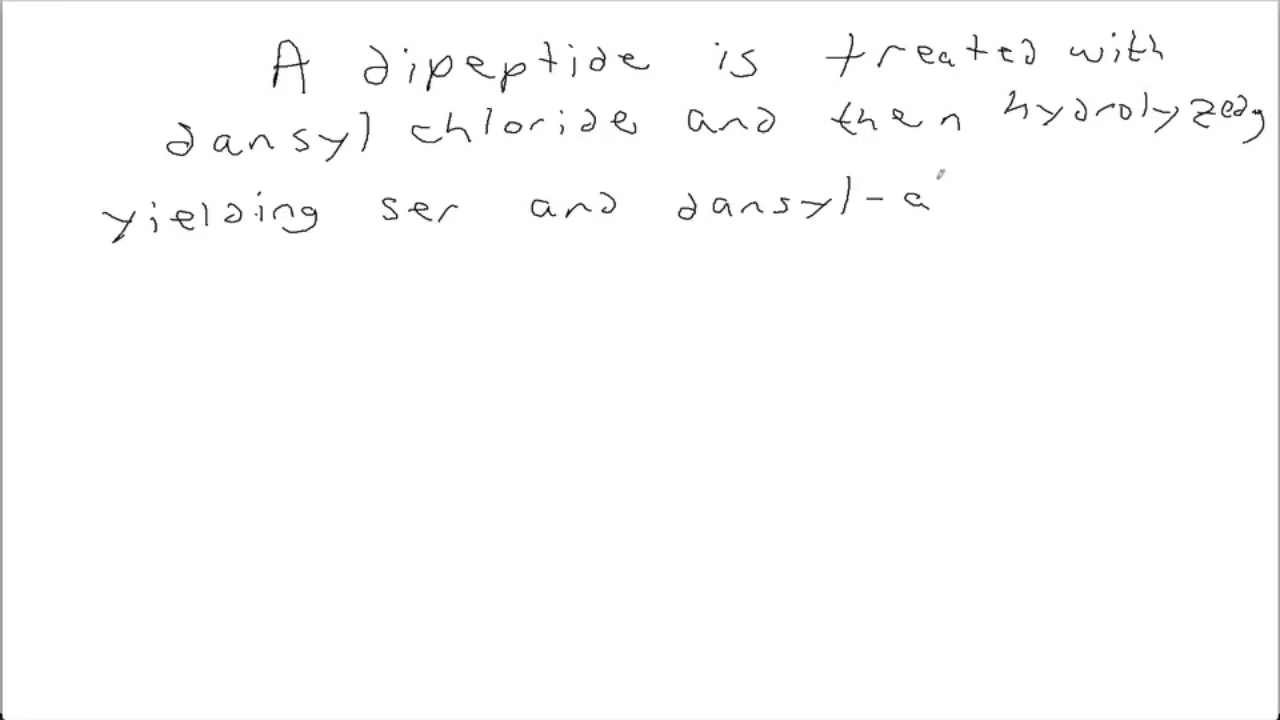 A dipeptide is treated with
dansyl chloride and then hydrolyzed,
yielding ser and dansyl-a